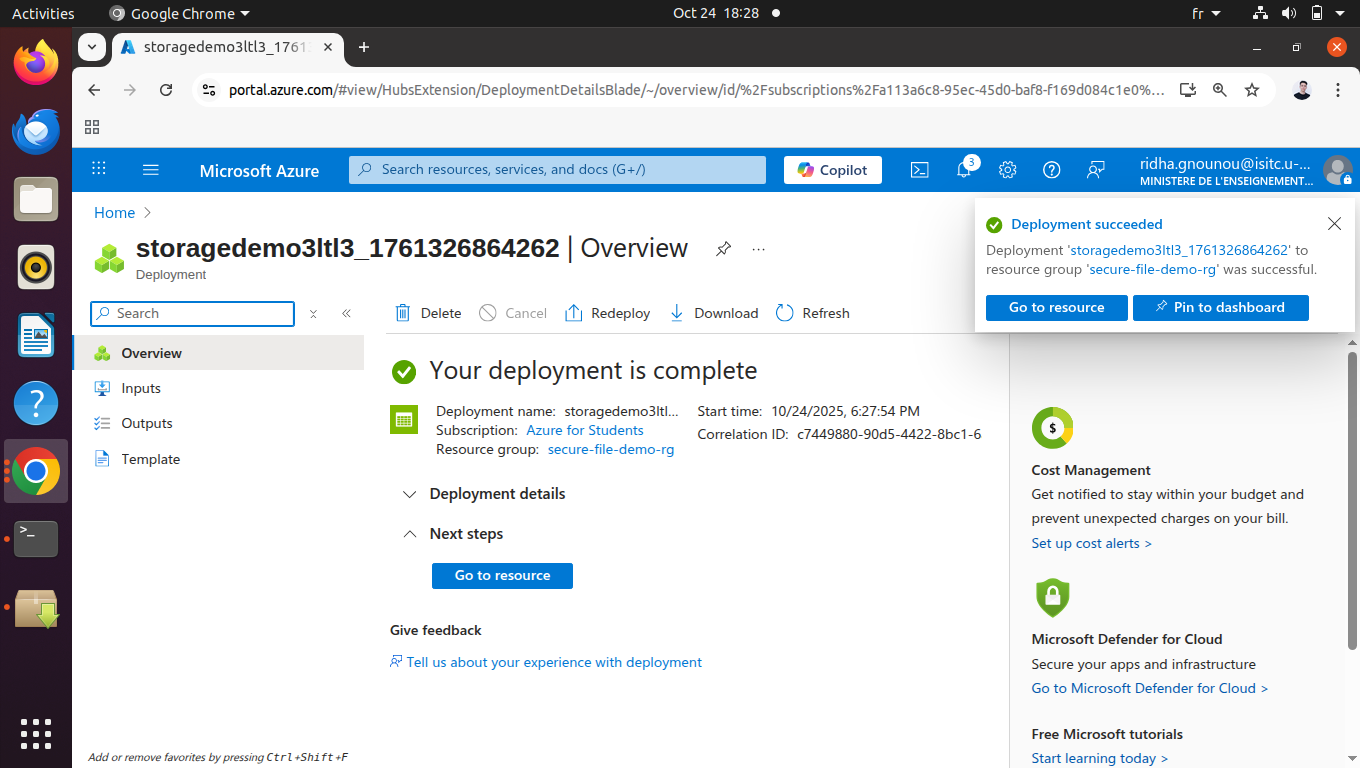 Activities
Google Chrome
Oct 24 18:28
fr
storagedemo3ltl3_1761
portal.azure.com/#view/HubsExtension/DeploymentDetailsBlade/~/overview/id/%2Fsubscriptions%2Fa113a6c8-95ec-45d0-baf8-f169d084c1e0%...
Microsoft Azure
Search resources, services, and docs (G+/)
Copilot
3
ridha.gnounou@isitc.u-...
MINISTERE DE L'ENSEIGNEMENT...
Home
storagedemo3ltl3_1761326864262 | Overview
...
Deployment
Deployment succeeded
Deployment 'storagedemo3ltl3_1761326864262' to
resource group 'secure-file-demo-rg' was successful.
Go to resource
Pin to dashboard
Search
Overview
Inputs
Outputs
Template
Add or remove favorites by pressing Ctrl+Shift+F
Delete
Cancel
Redeploy
Download
Refresh
Your deployment is complete
Deployment name: storagedemo3ltl...
Subscription: Azure for Students
Resource group: secure-file-demo-rg
Start time: 10/24/2025, 6:27:54 PM
Correlation ID: c7449880-90d5-4422-8bc1-6
Deployment details
Next steps
Go to resource
Give feedback
Tell us about your experience with deployment
$
Cost Management
Get notified to stay within your budget and
prevent unexpected charges on your bill.
Set up cost alerts >
Microsoft Defender for Cloud
Secure your apps and infrastructure
Go to Microsoft Defender for Cloud >
Free Microsoft tutorials
Start learning today >